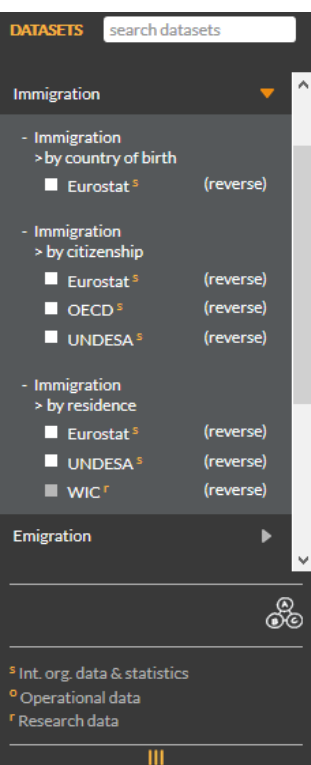 DATASETS search datasets
Immigration
- Immigration
> by country of birth
Eurostat s (reverse)
- Immigration
> by citizenship
Eurostat s (reverse)
OECD s (reverse)
UNDESA s (reverse)
- Immigration
> by residence
Eurostat s (reverse)
UNDESA s (reverse)
WIC r (reverse)
Emigration
A
B C
s Int. org. data & statistics
o Operational data
r Research data